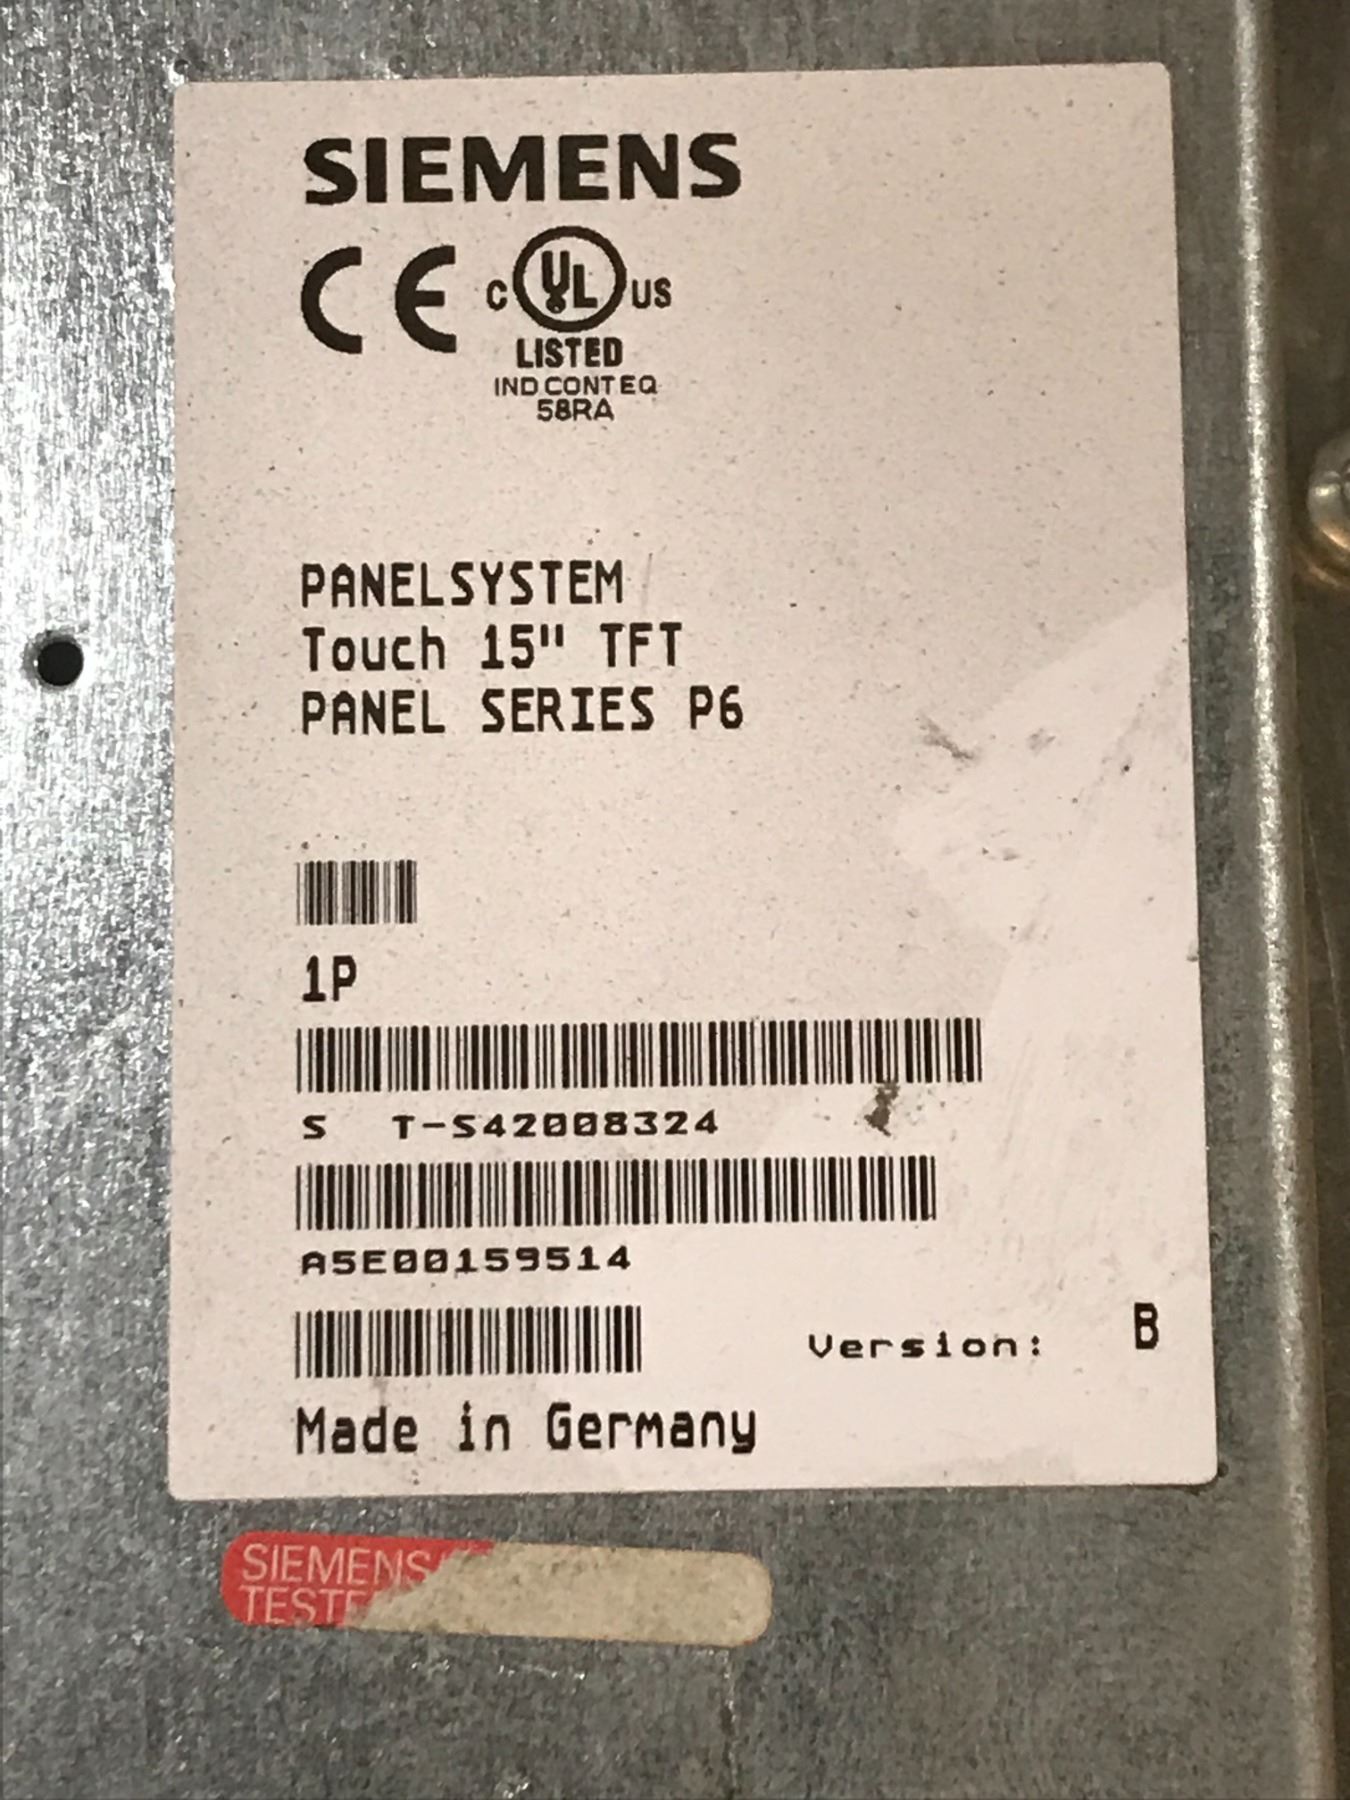 SIEMENS
CE C UL US
LISTED
IND CONT EQ
58RA
PANELSYSTEM
Touch 15" TFT
PANEL SERIES P6
1P
S T-S42008324
A5E00159514
Version: B
Made in Germany
SIEMENS